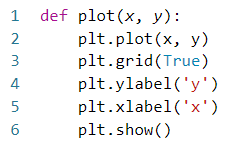 1 def plot(x, y):
2     plt.plot(x, y)
3     plt.grid(True)
4     plt.ylabel('y')
5     plt.xlabel('x')
6     plt.show()